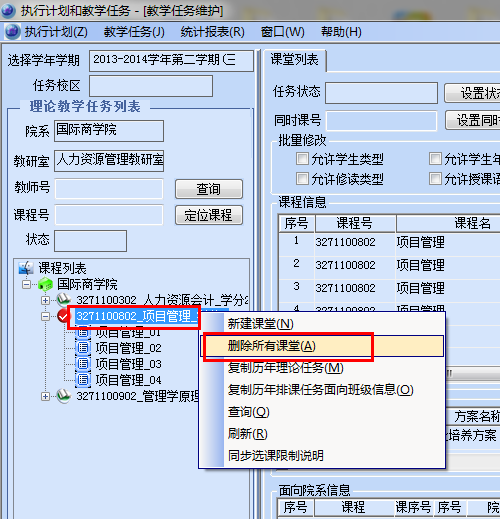 执行计划和教学任务 - [教学任务维护]
执行计划(Z) 教学任务(J) 统计报表(R) 窗口(W) 帮助(H)
选择学年学期 2013-2014学年第二学期(三
任务校区
理论教学任务列表
院系 国际商学院
教研室 人力资源管理教研室
教师号 查询
课程号 定位课程
状态
课程列表
国际商学院
3271100302_人力资源会计_学分2
3271100802_项目管理_
项目管理_01
项目管理_02
项目管理_03
项目管理_04
3271100902_管理学原理
新建课堂(N)
删除所有课堂(A)
复制历年理论任务(M)
复制历年排课任务面向班级信息(O)
查询(Q)
刷新(R)
同步选课限制说明
课堂列表
任务状态 设置状态
同时课号 设置同时
批量修改
允许学生类型 允许学生年
允许修读类型 允许授课语
课程信息
序号 课程号 课程名
1 3271100802 项目管理
2 3271100802 项目管理
3 3271100802 项目管理
4 3271100802 项目管理
方案名称
培养方案
面向院系信息
序号 课程 课序号 序号 院